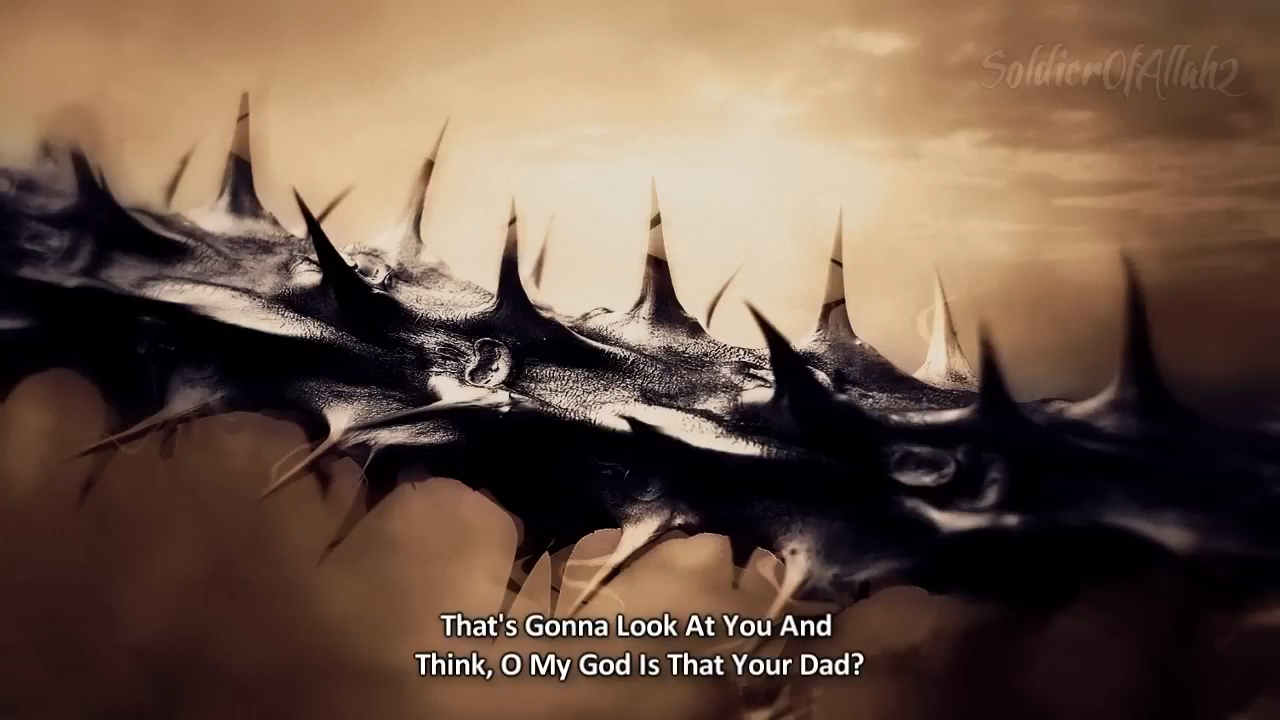 SoldierOfAllah2
That's Gonna Look At You And
Think, O My God Is That Your Dad?